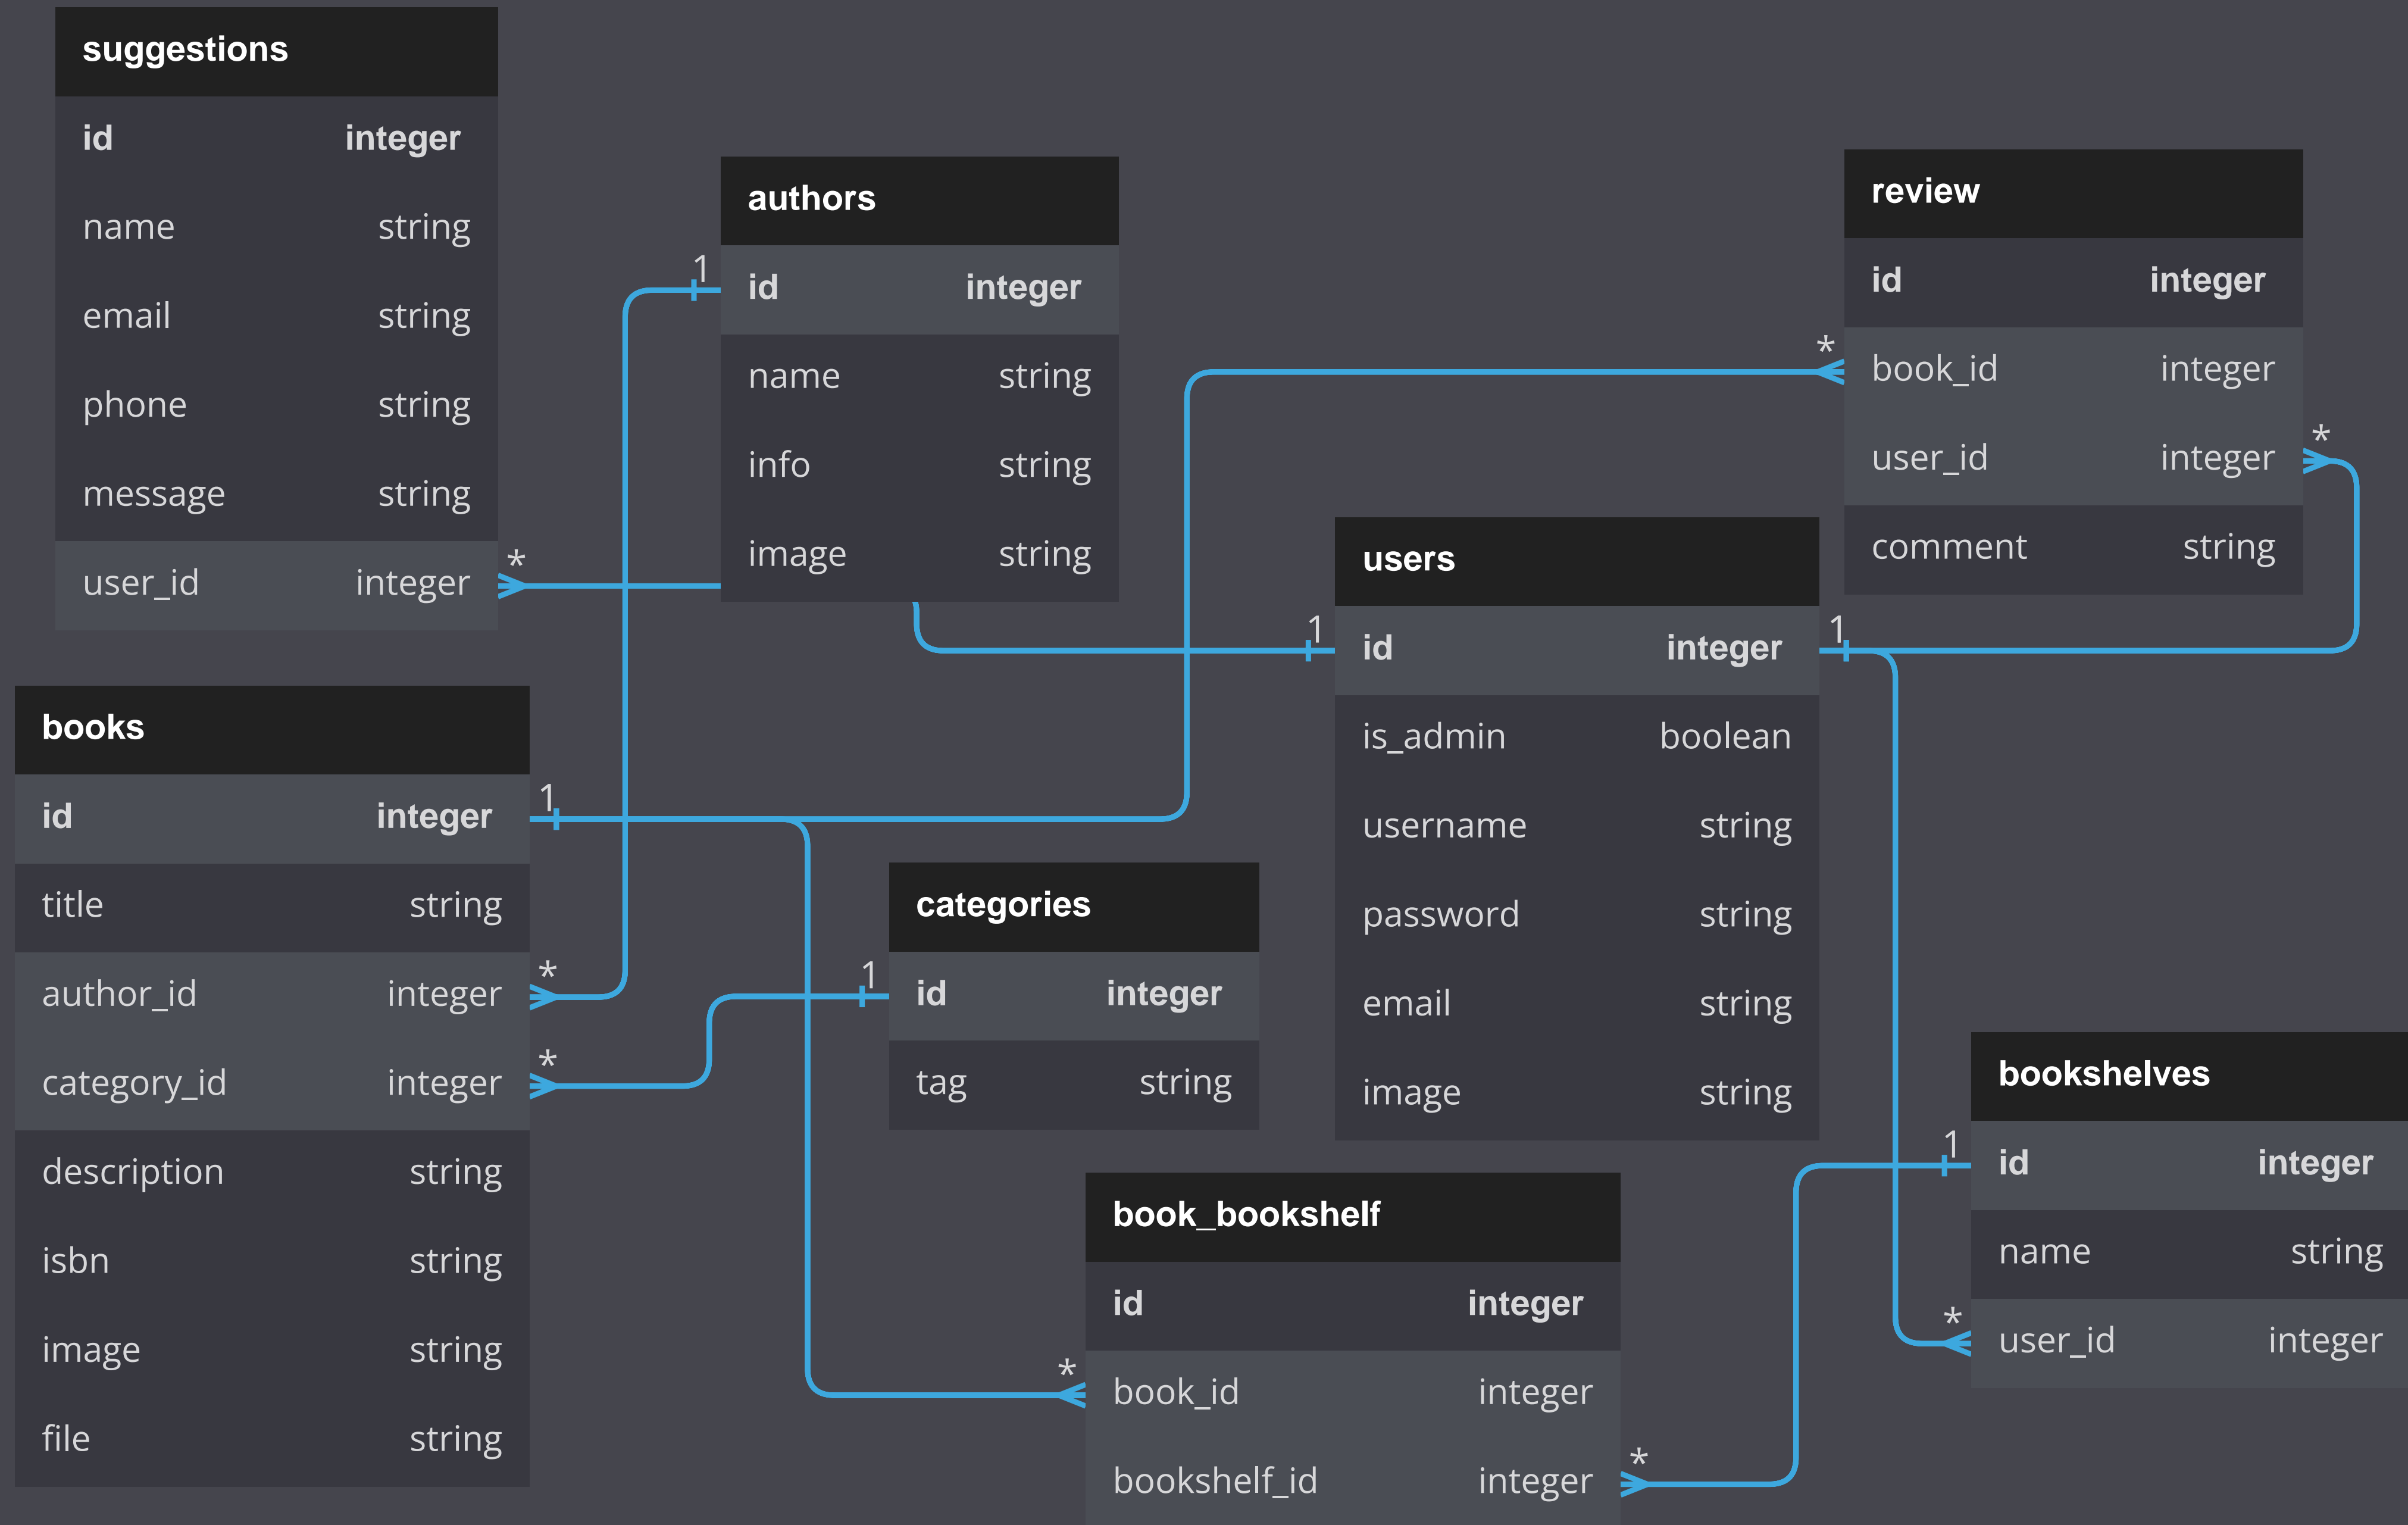 suggestions
id integer
name string
email string
phone string
message string
user_id integer
*
authors
1
id integer
name string
info string
image string
review
id integer
*
book_id integer
*
user_id integer
comment string
users
1
1
id integer
is_admin boolean
username string
password string
email string
image string
books
1
id integer
title string
*
author_id integer
*
category_id integer
description string
isbn string
image string
file string
categories
1
id integer
tag string
book_bookshelf
id integer
*
book_id integer
*
bookshelf_id integer
bookshelves
1
id integer
name string
*
user_id integer